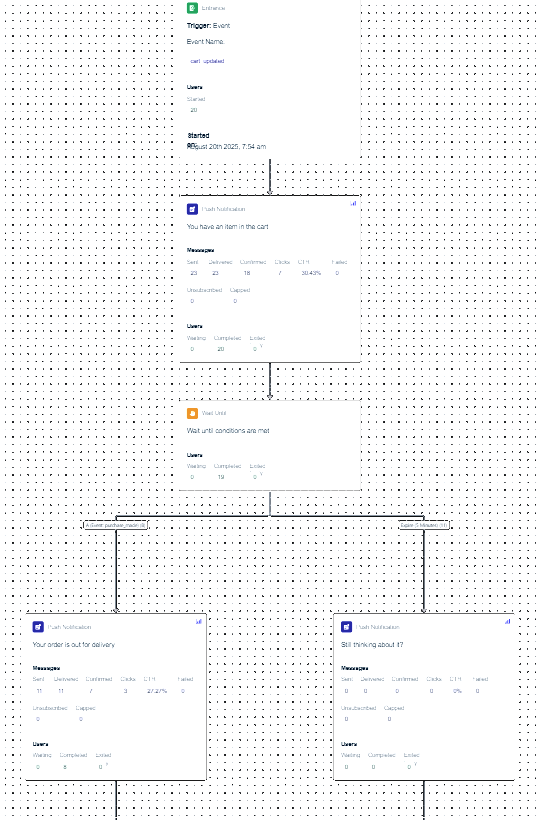 Entrance
Trigger: Event
Event Name,
cart_updated
Users
Started
20
Started
on:
August 20th 2025, 7:54 am
Push Notification
You have an item in the cart
Messages
Sent Delivered Confirmed Clicks CTR Failed
23 23 18 7 30.43% 0
Unsubscribed Capped
0 0
Users
Waiting Completed Exited
0 20 0
Wait Until
Wait until conditions are met
Users
Waiting Completed Exited
0 19 0
A (Event: purchase_made)
Expire (5 Minutes)
Push Notification
Your order is out for delivery
Messages
Sent Delivered Confirmed Clicks CTR Failed
11 11 7 3 27.27% 0
Unsubscribed Capped
0 0
Users
Waiting Completed Exited
0 0
Push Notification
Still thinking about it?
Messages
Sent Delivered Confirmed Clicks CTR Failed
0 0 0 0 0% 0
Unsubscribed Capped
0 0
Users
Waiting Completed Exited
0 0 0